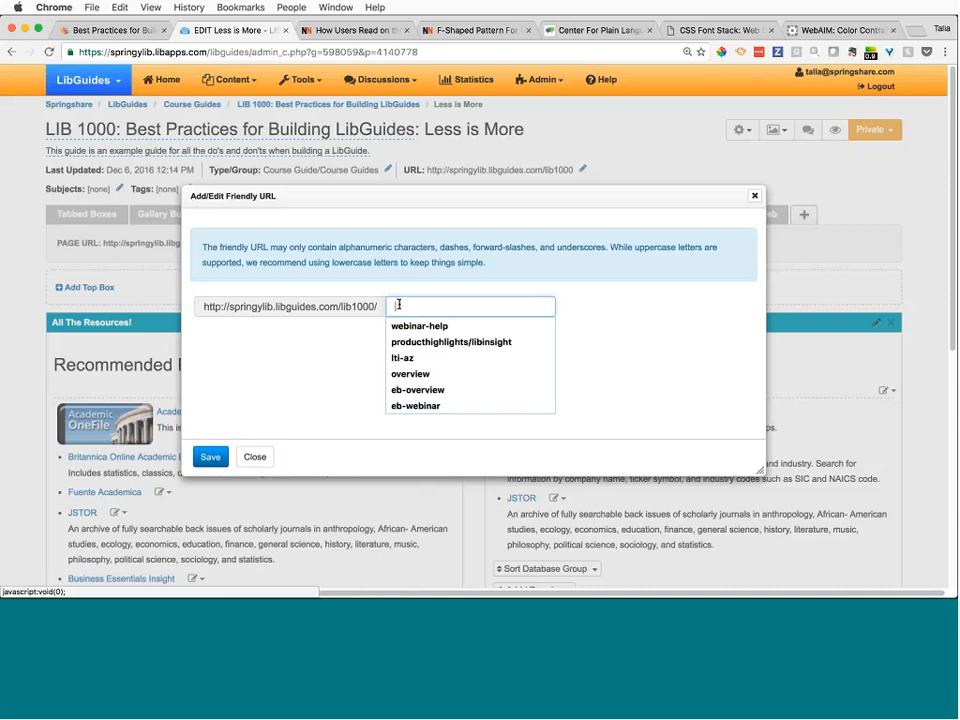 Chrome File Edit View History Bookmarks People Window Help
Best Practices for Buil
EDIT Less is More - Li
How Users Read on th
F-Shaped Pattern For
Center For Plain Lang
CSS Font Stack: Web
WebAIM: Color Contra
Talia
https://springylib.libapps.com/libguides/admin_c.php?g=598059&p=4140778
LibGuides Home Content Tools Discussions Statistics Admin Help
talia@springshare.com
Logout
Springshare LibGuides Course Guides LIB 1000: Best Practices for Building LibGuides Less is More
LIB 1000: Best Practices for Building LibGuides: Less is More
This guide is an example guide for all the do's and don'ts when building a LibGuide.
Private
Last Updated: Dec 6, 2016 12:14 PM Type/Group: Course Guide/Course Guides URL: http://springylib.libguides.com/lib1000
Subjects: [none] Tags: [none]
Add/Edit Friendly URL
Tabbed Boxes Gallery Bo
PAGE URL: http://springylib.libg
The friendly URL may only contain alphanumeric characters, dashes, forward-slashes, and underscores. While uppercase letters are
supported, we recommend using lowercase letters to keep things simple.
Add Top Box
http://springylib.libguides.com/lib1000/
webinar-help
producthighlights/libinsight
lti-az
overview
eb-overview
eb-webinar
All The Resources!
Recommended
Academic OneFile
Acade
This i
Save Close
Britannica Online Academic E
Includes statistics, classics,
Fuente Academica
JSTOR
An archive of fully searchable back issues of scholarly journals in anthropology, African- American
studies, ecology, economics, education, finance, general science, history, literature, music,
philosophy, political science, sociology, and statistics.
Business Essentials Insight
and industry. Search for
information by company name, ticker symbol, and industry codes such as SIC and NAICS code.
JSTOR
An archive of fully searchable back issues of scholarly journals in anthropology, African- American
studies, ecology, economics, education, finance, general science, history, literature, music,
philosophy, political science, sociology, and statistics.
Sort Database Group
javascript:void(0);